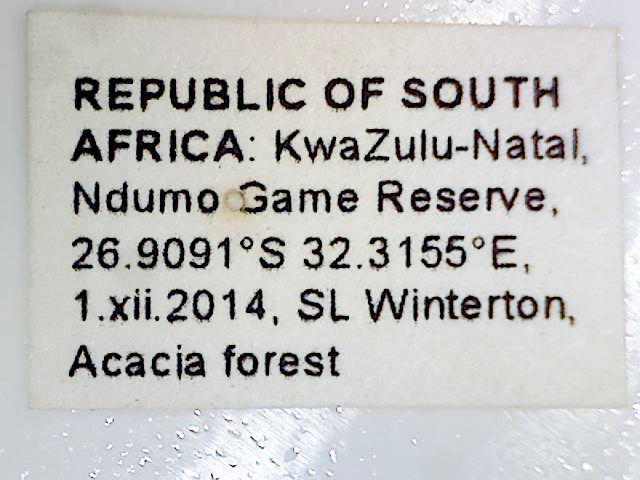 REPUBLIC OF SOUTH
AFRICA: KwaZulu-Natal,
Ndumo Game Reserve,
26.9091°S 32.3155°E,
1.xii.2014, SL Winterton,
Acacia forest